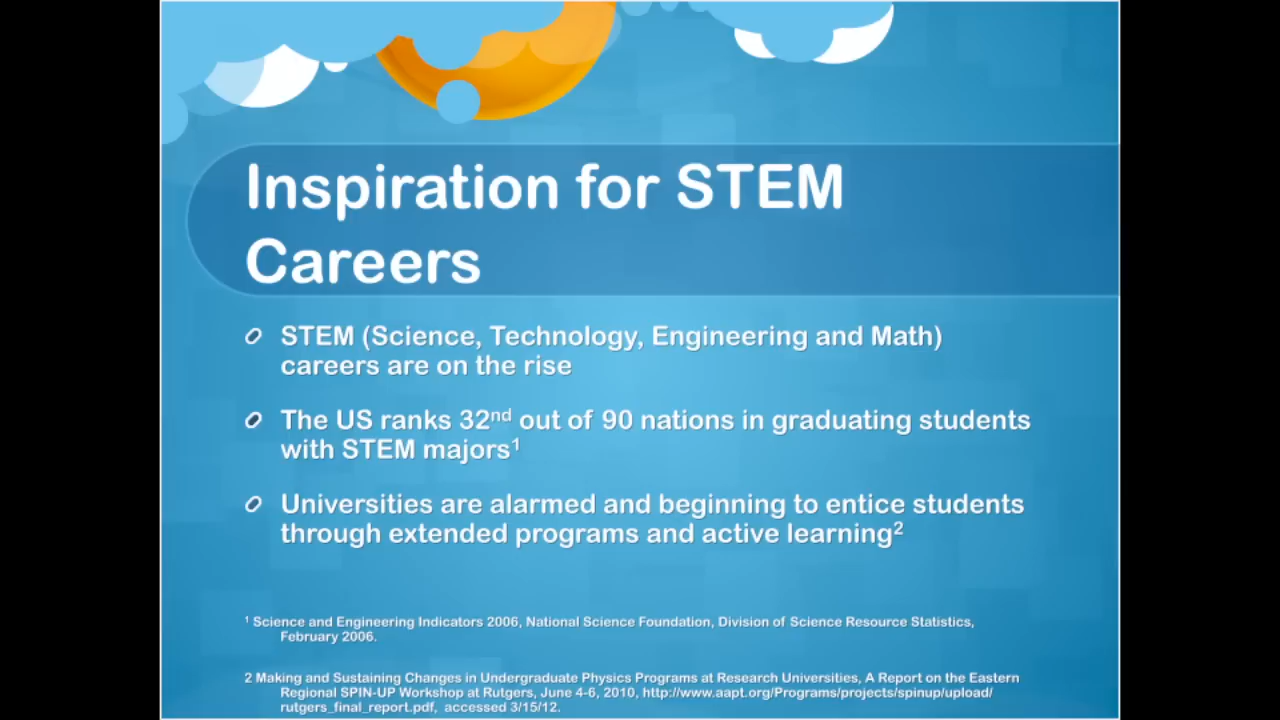 Inspiration for STEM
Careers
STEM (Science, Technology, Engineering and Math)
careers are on the rise
The US ranks 32nd out of 90 nations in graduating students
with STEM majors1
Universities are alarmed and beginning to entice students
through extended programs and active learning2
1 Science and Engineering Indicators 2006, National Science Foundation, Division of Science Resource Statistics,
February 2006.
2 Making and Sustaining Changes in Undergraduate Physics Programs at Research Universities, A Report on the Eastern
Regional SPIN-UP Workshop at Rutgers, June 4-6, 2010, http://www.aapt.org/Programs/projects/spinup/upload/
rutgers_final_report.pdf, accessed 3/15/12.